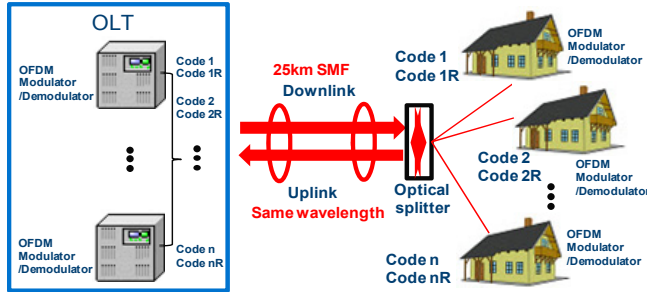 OLT
OFDM
Modulator
/Demodulator
Code 1
Code 1R
Code 2
Code 2R
OFDM
Modulator
/Demodulator
Code n
Code nR
25km SMF
Downlink
Uplink
Same wavelength
Optical
splitter
Code 1
Code 1R
OFDM
Modulator
/Demodulator
Code 2
Code 2R
OFDM
Modulator
/Demodulator
Code n
Code nR
OFDM
Modulator
/Demodulator